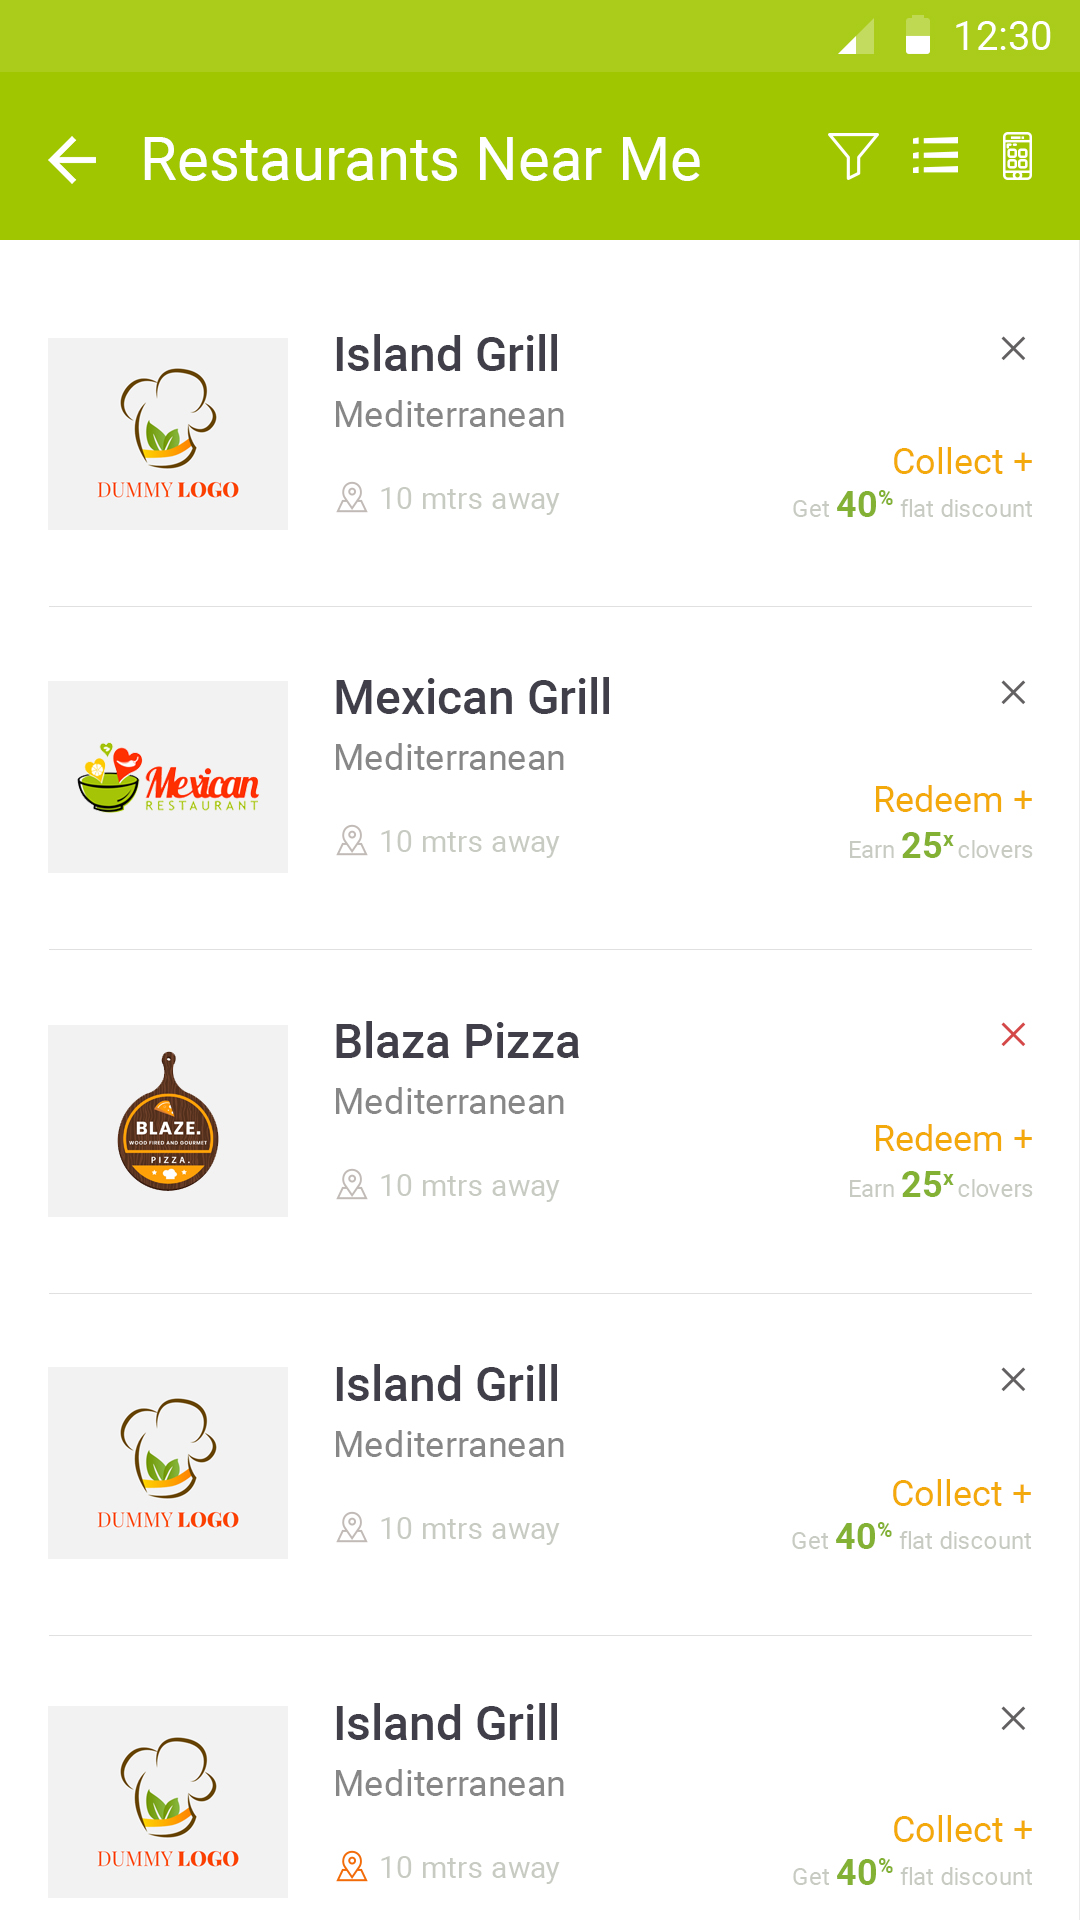 12:30
Restaurants Near Me
Island Grill
Mediterranean
10 mtrs away
Collect +
Get 40% flat discount
DUMMY LOGO
Mexican Grill
Mediterranean
10 mtrs away
Redeem +
Earn 25x clovers
Mexican
RESTAURANT
Blaza Pizza
Mediterranean
10 mtrs away
Redeem +
Earn 25x clovers
BLAZE.
WOOD FIRED AND GOURMET
PIZZA.
Island Grill
Mediterranean
10 mtrs away
Collect +
Get 40% flat discount
DUMMY LOGO
Island Grill
Mediterranean
10 mtrs away
Collect +
Get 40% flat discount
DUMMY LOGO